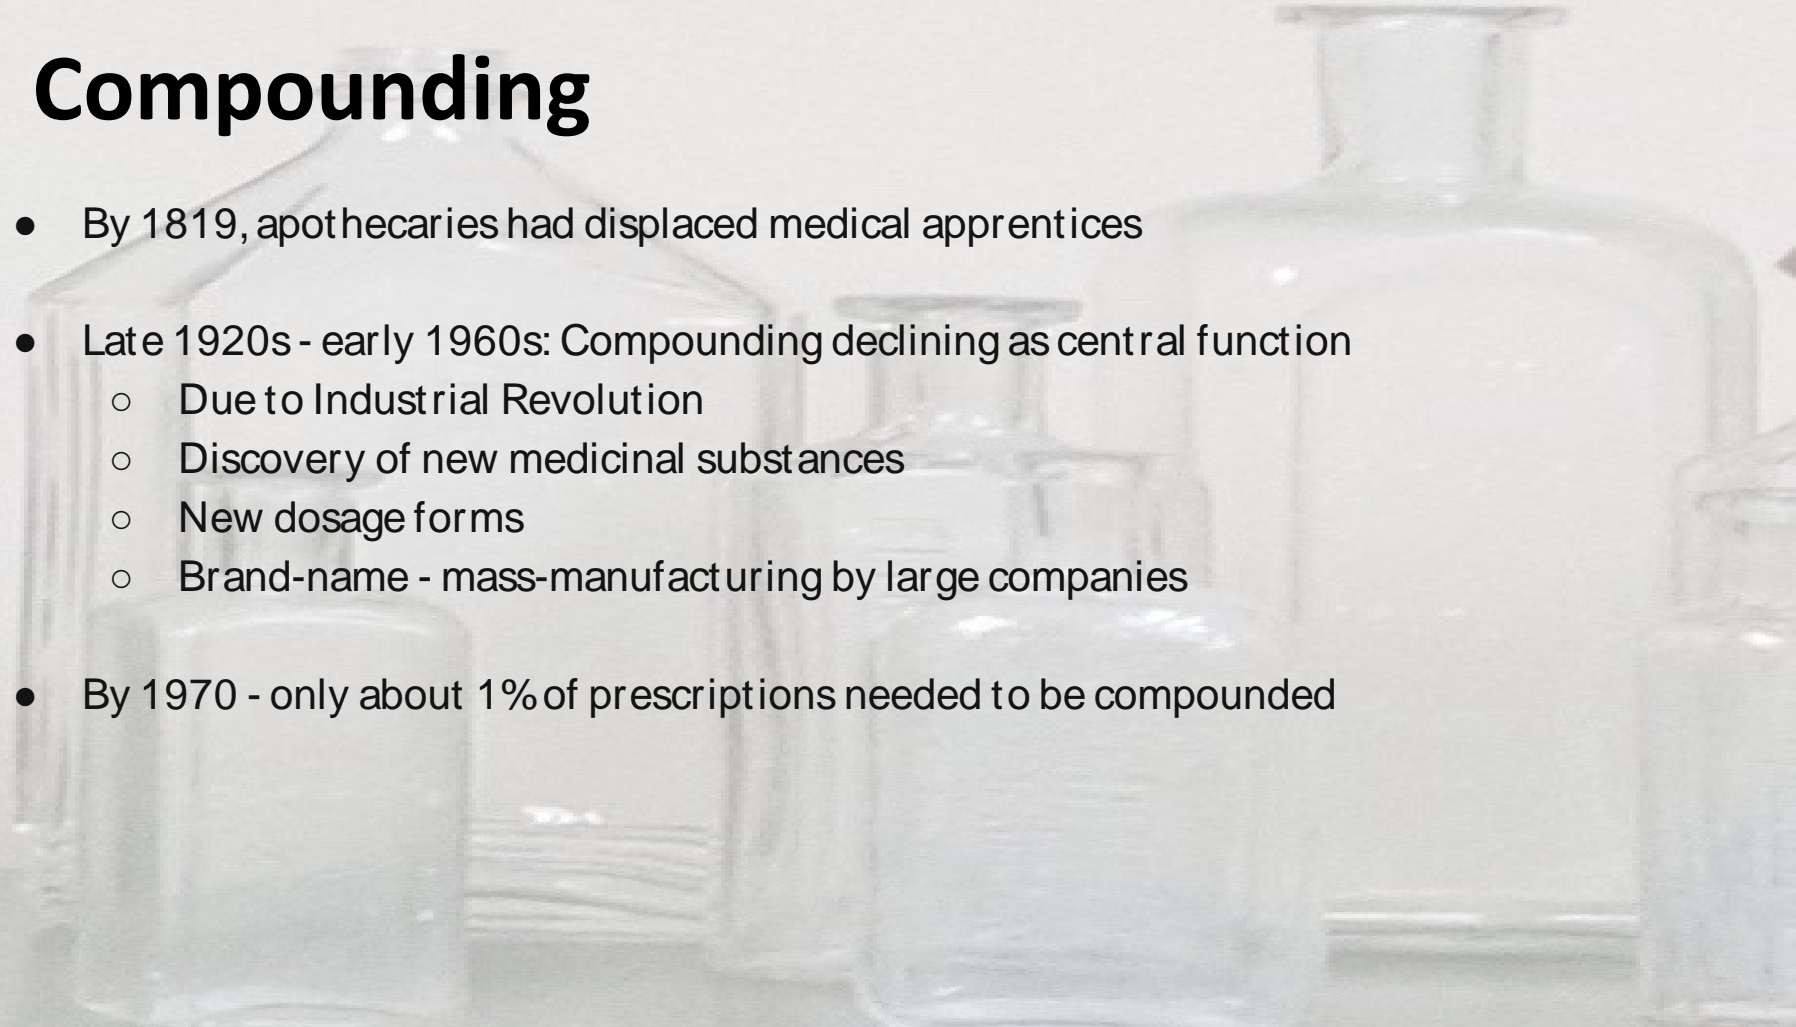 Compounding
● By 1819, apothecaries had displaced medical apprentices
● Late 1920s - early 1960s: Compounding declining as central function
○ Due to Industrial Revolution
○ Discovery of new medicinal substances
○ New dosage forms
○ Brand-name - mass-manufacturing by large companies
● By 1970 - only about 1% of prescriptions needed to be compounded